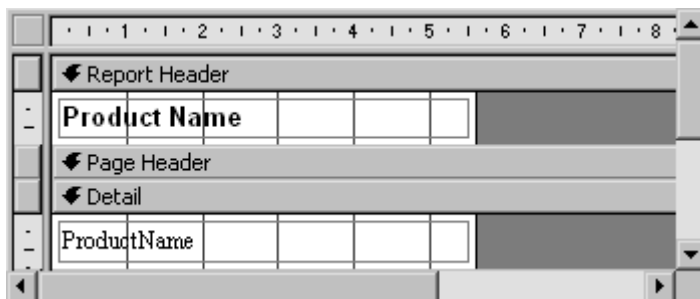 1 2 3 4 5 6 7 8
Report Header
Product Name
Page Header
Detail
ProductName